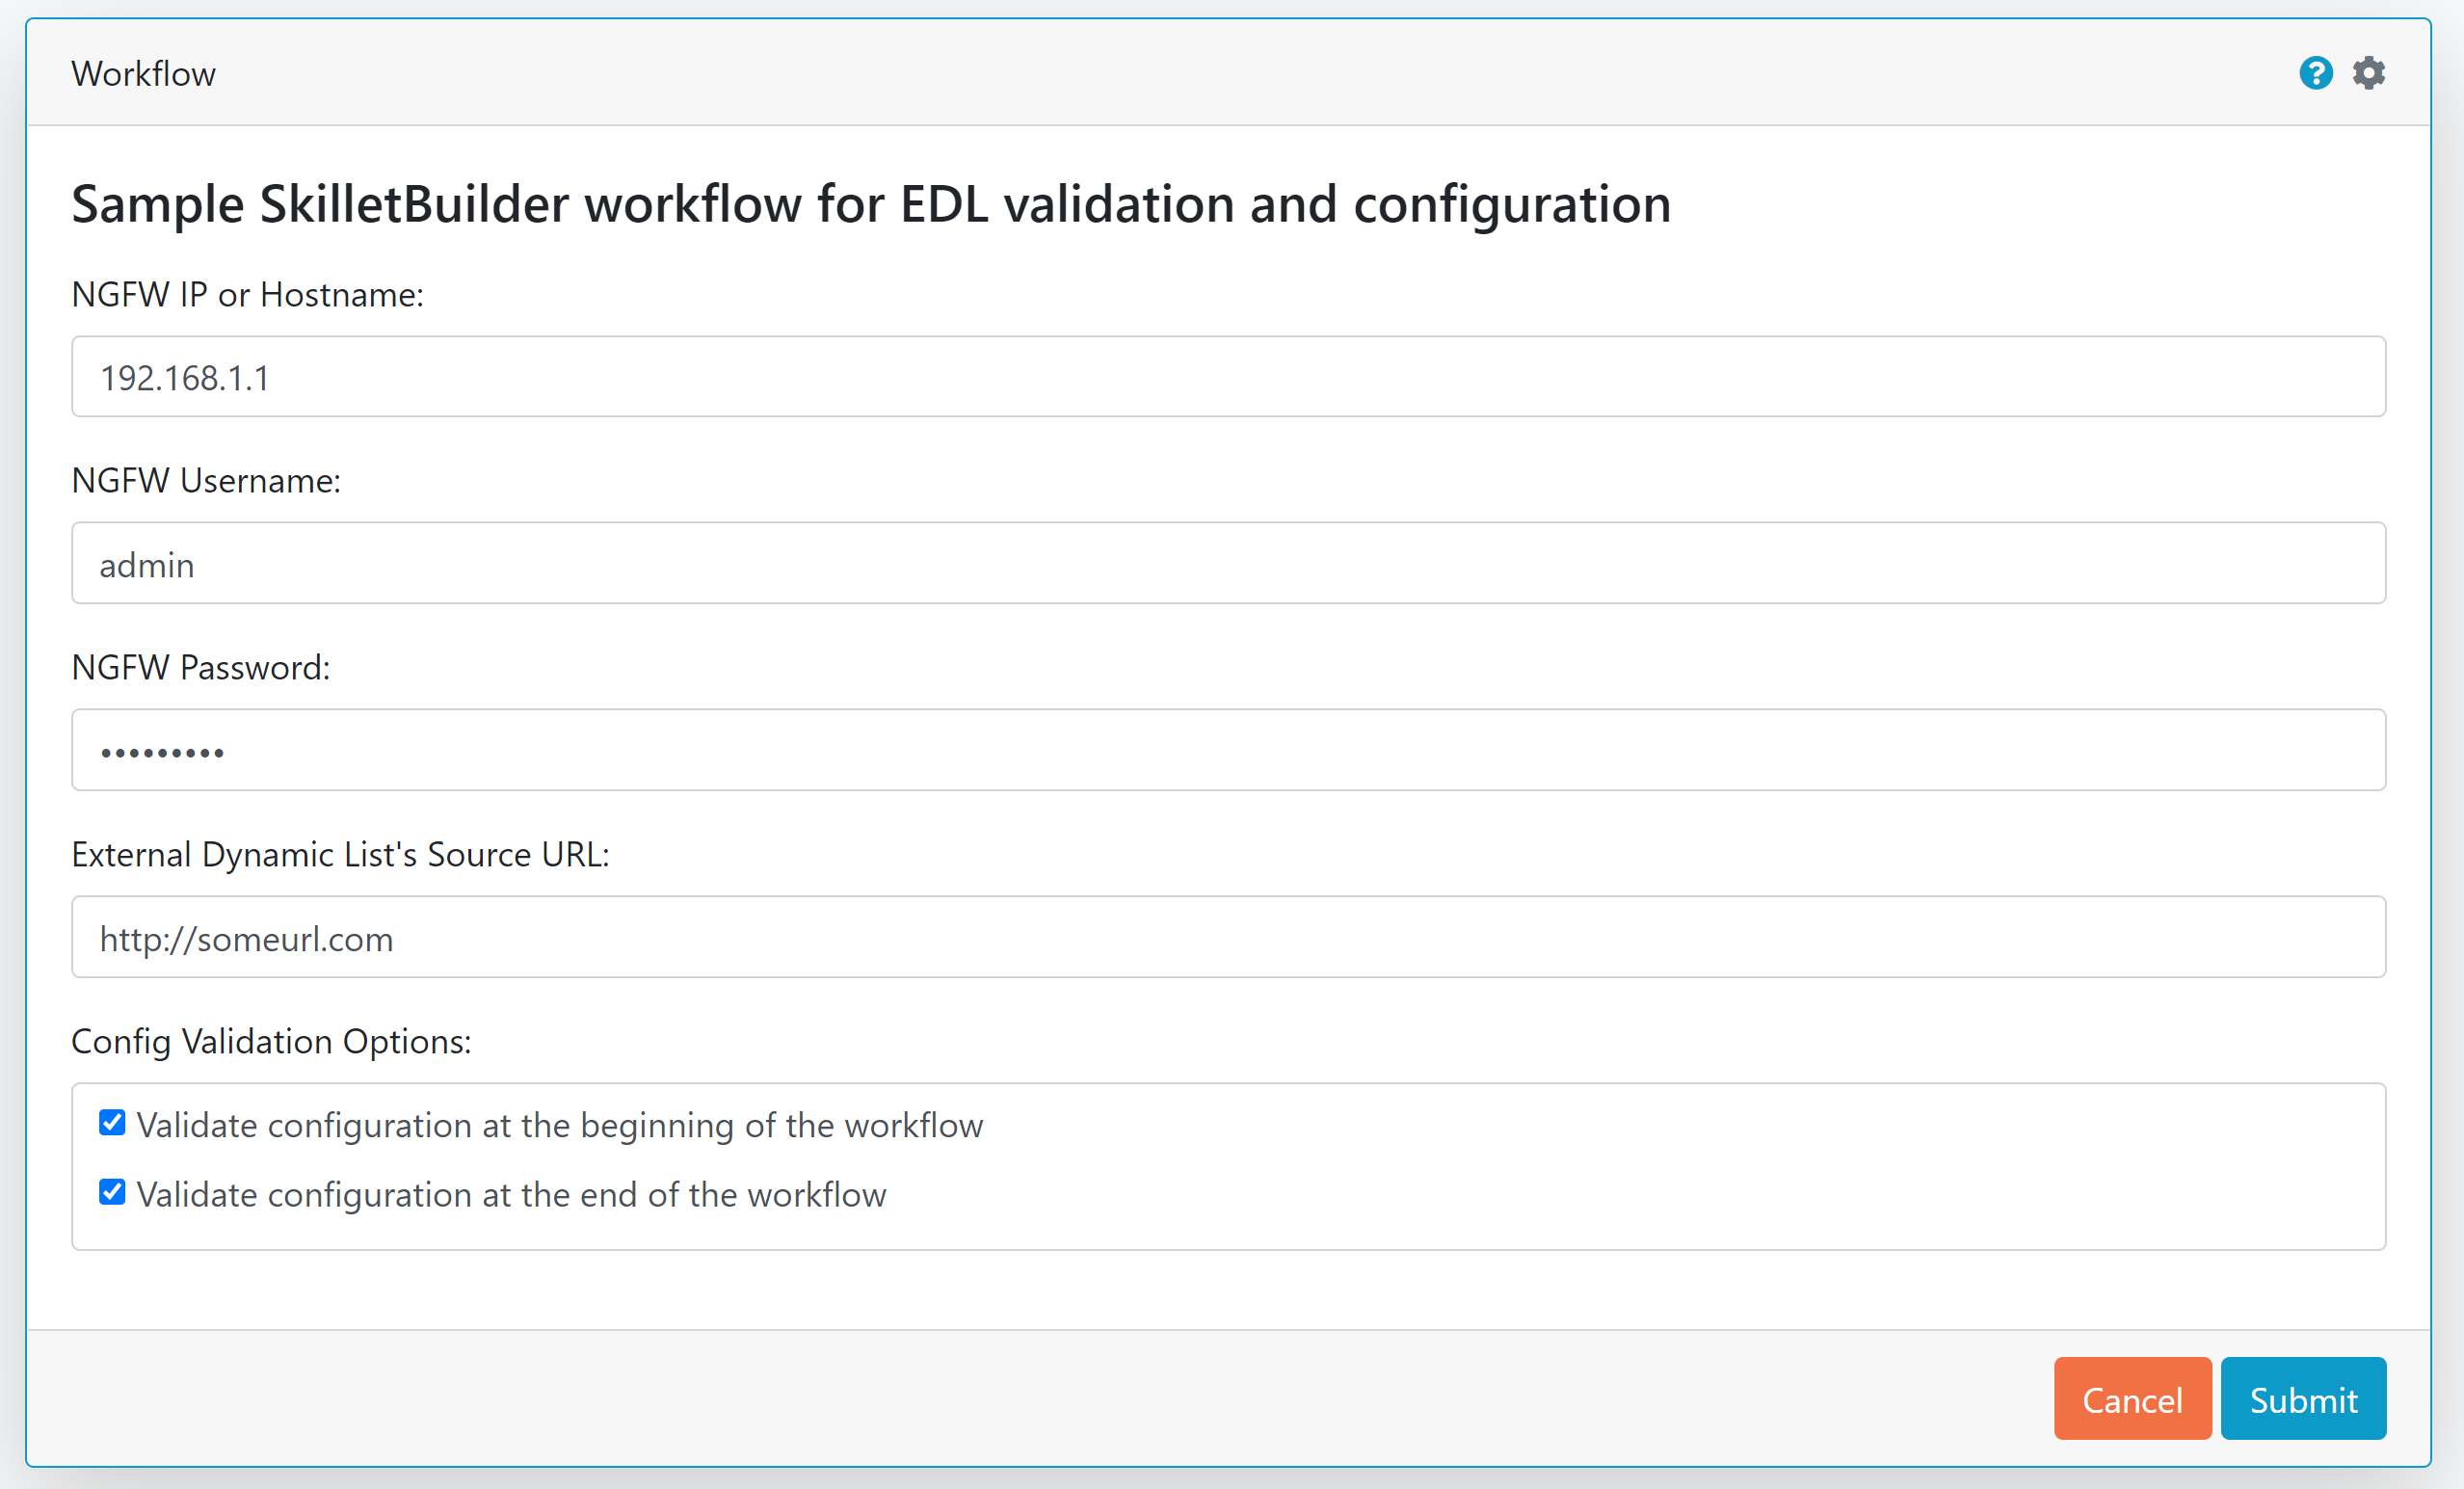 Workflow
Sample SkilletBuilder workflow for EDL validation and configuration
NGFW IP or Hostname:
192.168.1.1
NGFW Username:
admin
NGFW Password:
•••••••••
External Dynamic List's Source URL:
http://someurl.com
Config Validation Options:
Validate configuration at the beginning of the workflow
Validate configuration at the end of the workflow
Cancel Submit